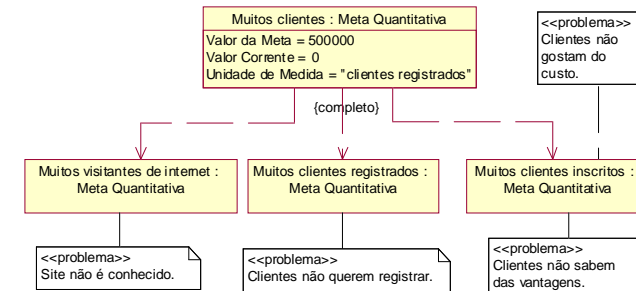 Muitos clientes : Meta Quantitativa
Valor da Meta = 500000
Valor Corrente = 0
Unidade de Medida = "clientes registrados"
<<problema>>
Clientes não
gostam do
custo.
{completo}
Muitos visitantes de internet :
Meta Quantitativa
Muitos clientes registrados :
Meta Quantitativa
Muitos clientes inscritos :
Meta Quantitativa
<<problema>>
Site não é conhecido.
<<problema>>
Clientes não querem registrar.
<<problema>>
Clientes não sabem
das vantagens.